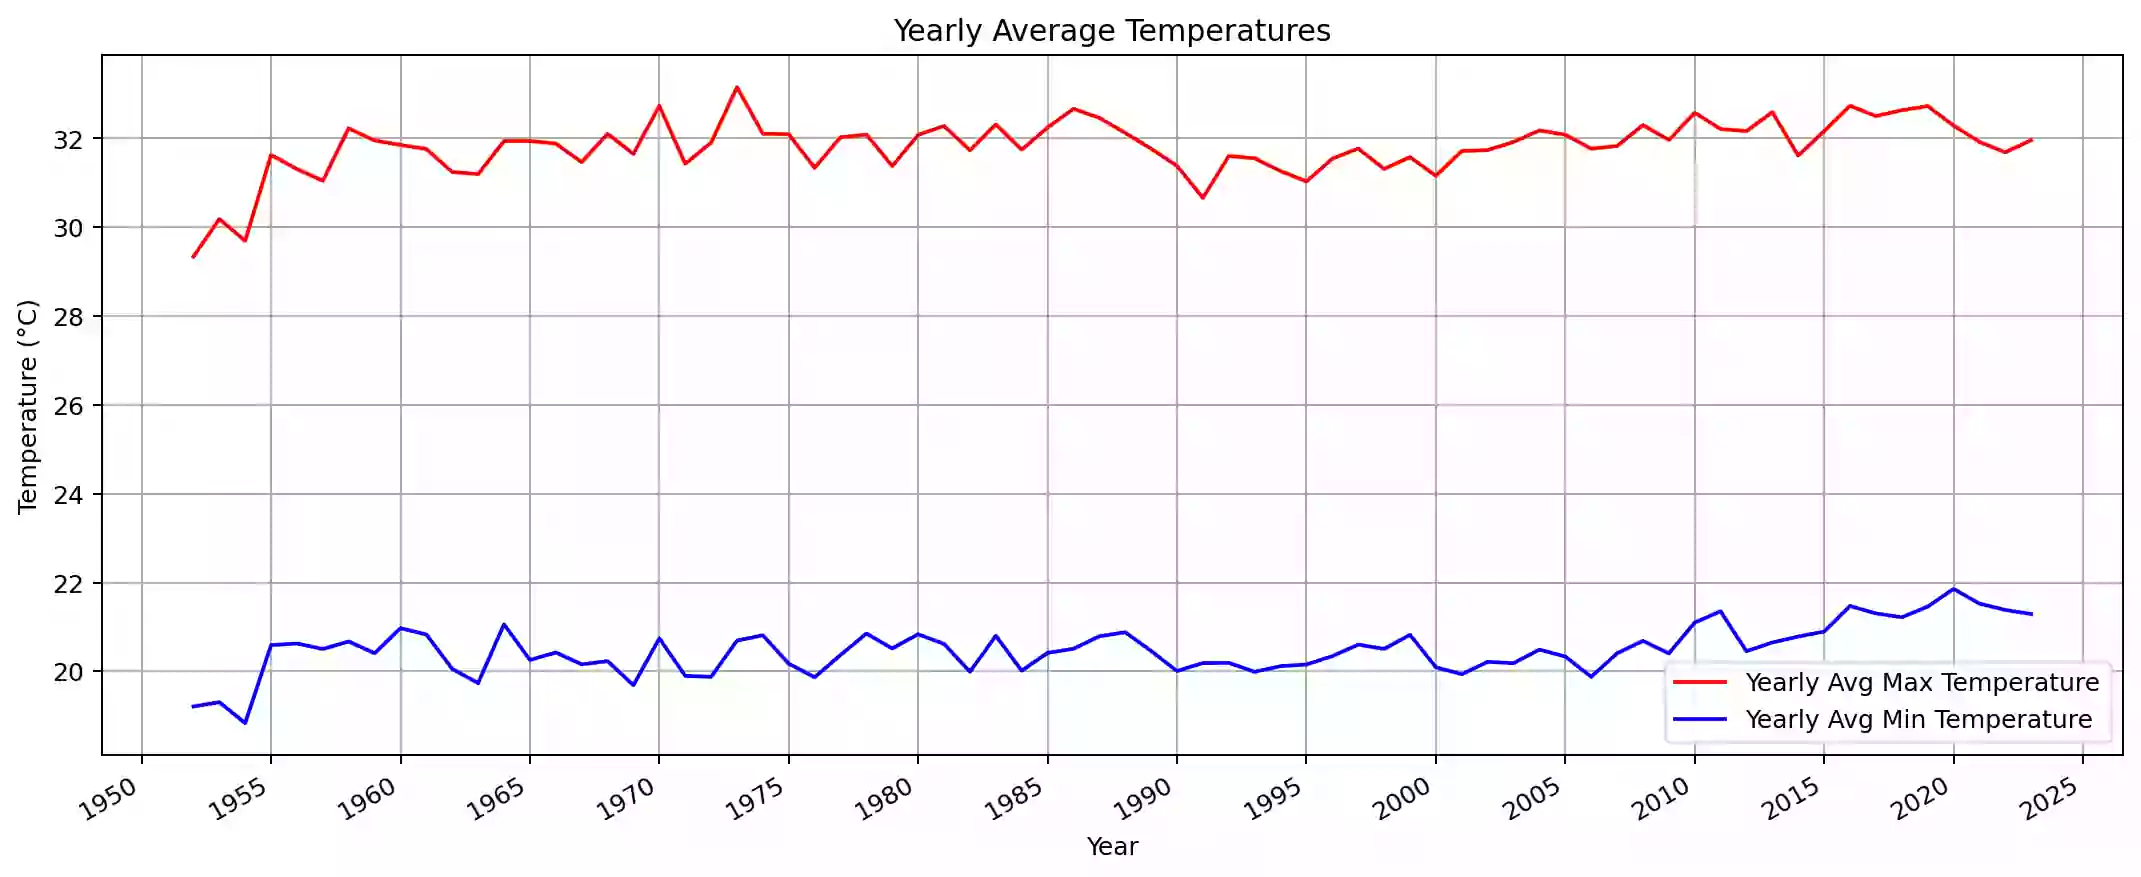 Yearly Average Temperatures
Temperature (°C)
32
30
28
26
24
22
20
Yearly Avg Max Temperature
Yearly Avg Min Temperature
1950 1955 1960 1965 1970 1975 1980 1985 1990 1995 2000 2005 2010 2015 2020 2025
Year